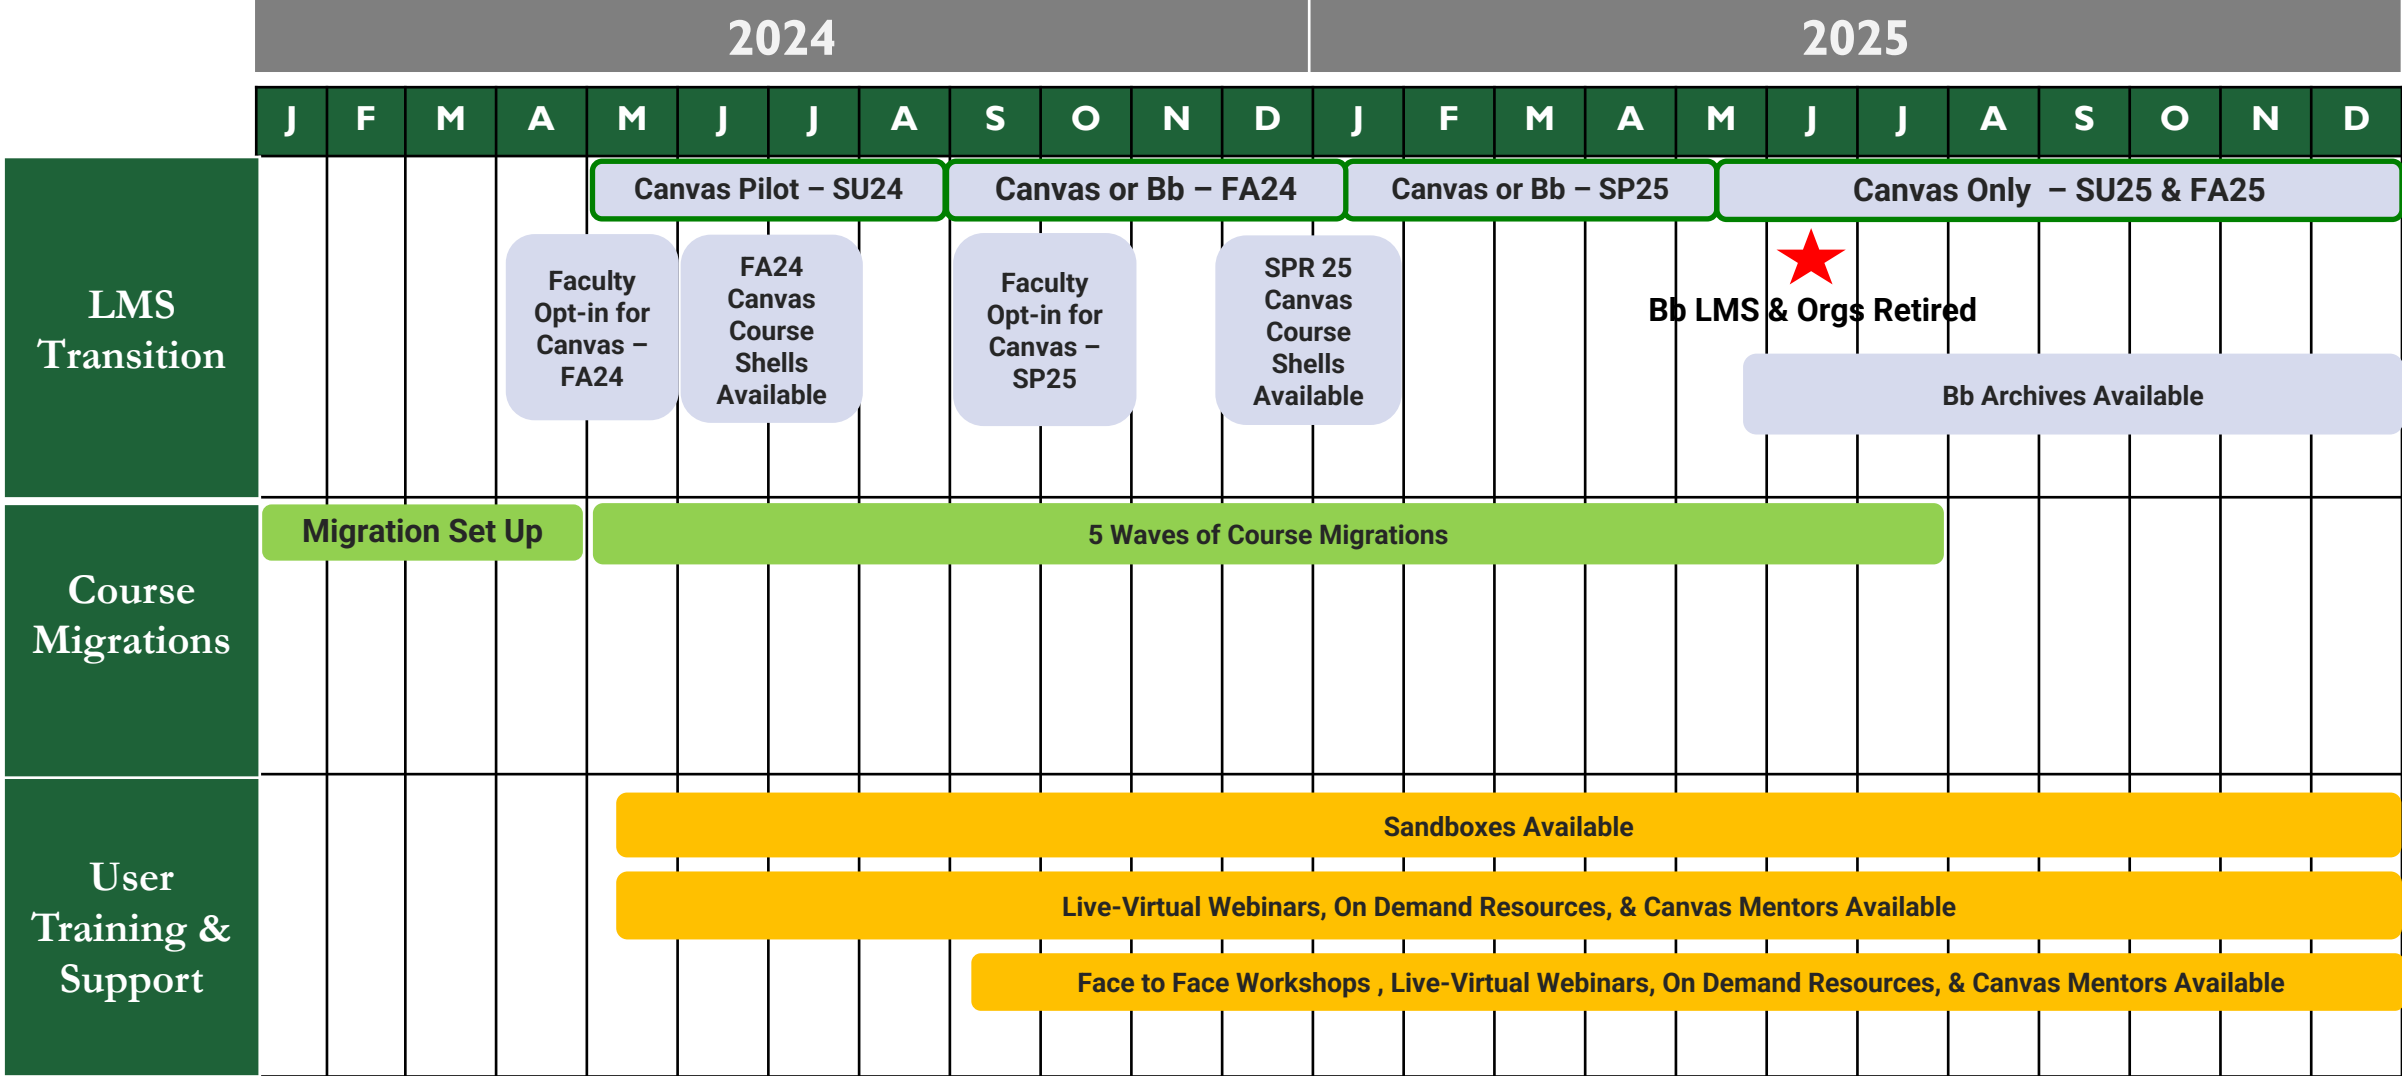 2024 2025
J F M A M J J A S O N D J F M A M J J A S O N D
LMS
Transition
Canvas Pilot – SU24
Canvas or Bb – FA24
Canvas or Bb – SP25
Canvas Only – SU25 & FA25
Faculty
Opt-in for
Canvas –
FA24
FA24
Canvas
Course
Shells
Available
Faculty
Opt-in for
Canvas –
SP25
SPR 25
Canvas
Course
Shells
Available
Bb LMS & Orgs Retired
Bb Archives Available
Course
Migrations
Migration Set Up
5 Waves of Course Migrations
User
Training &
Support
Sandboxes Available
Live-Virtual Webinars, On Demand Resources, & Canvas Mentors Available
Face to Face Workshops , Live-Virtual Webinars, On Demand Resources, & Canvas Mentors Available